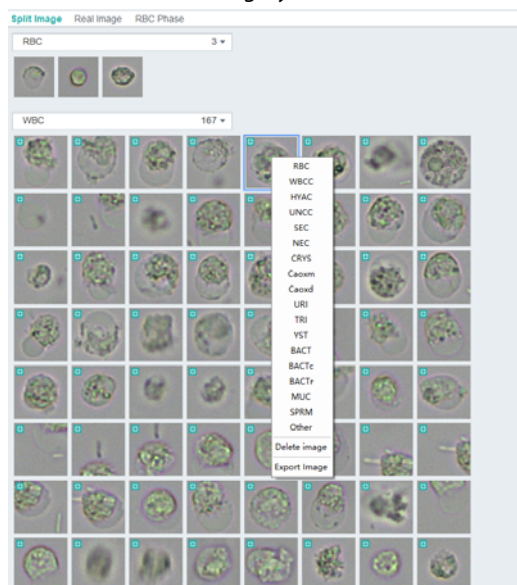 Split Image Real Image RBC Phase
RBC 3
WBC 167
RBC
WBCC
HYAC
UNCC
SEC
NEC
CRYS
Caoxm
Caoxd
URI
TRI
YST
BACT
BACTc
BACTr
MUC
SPRM
Other
Delete image
Export Image